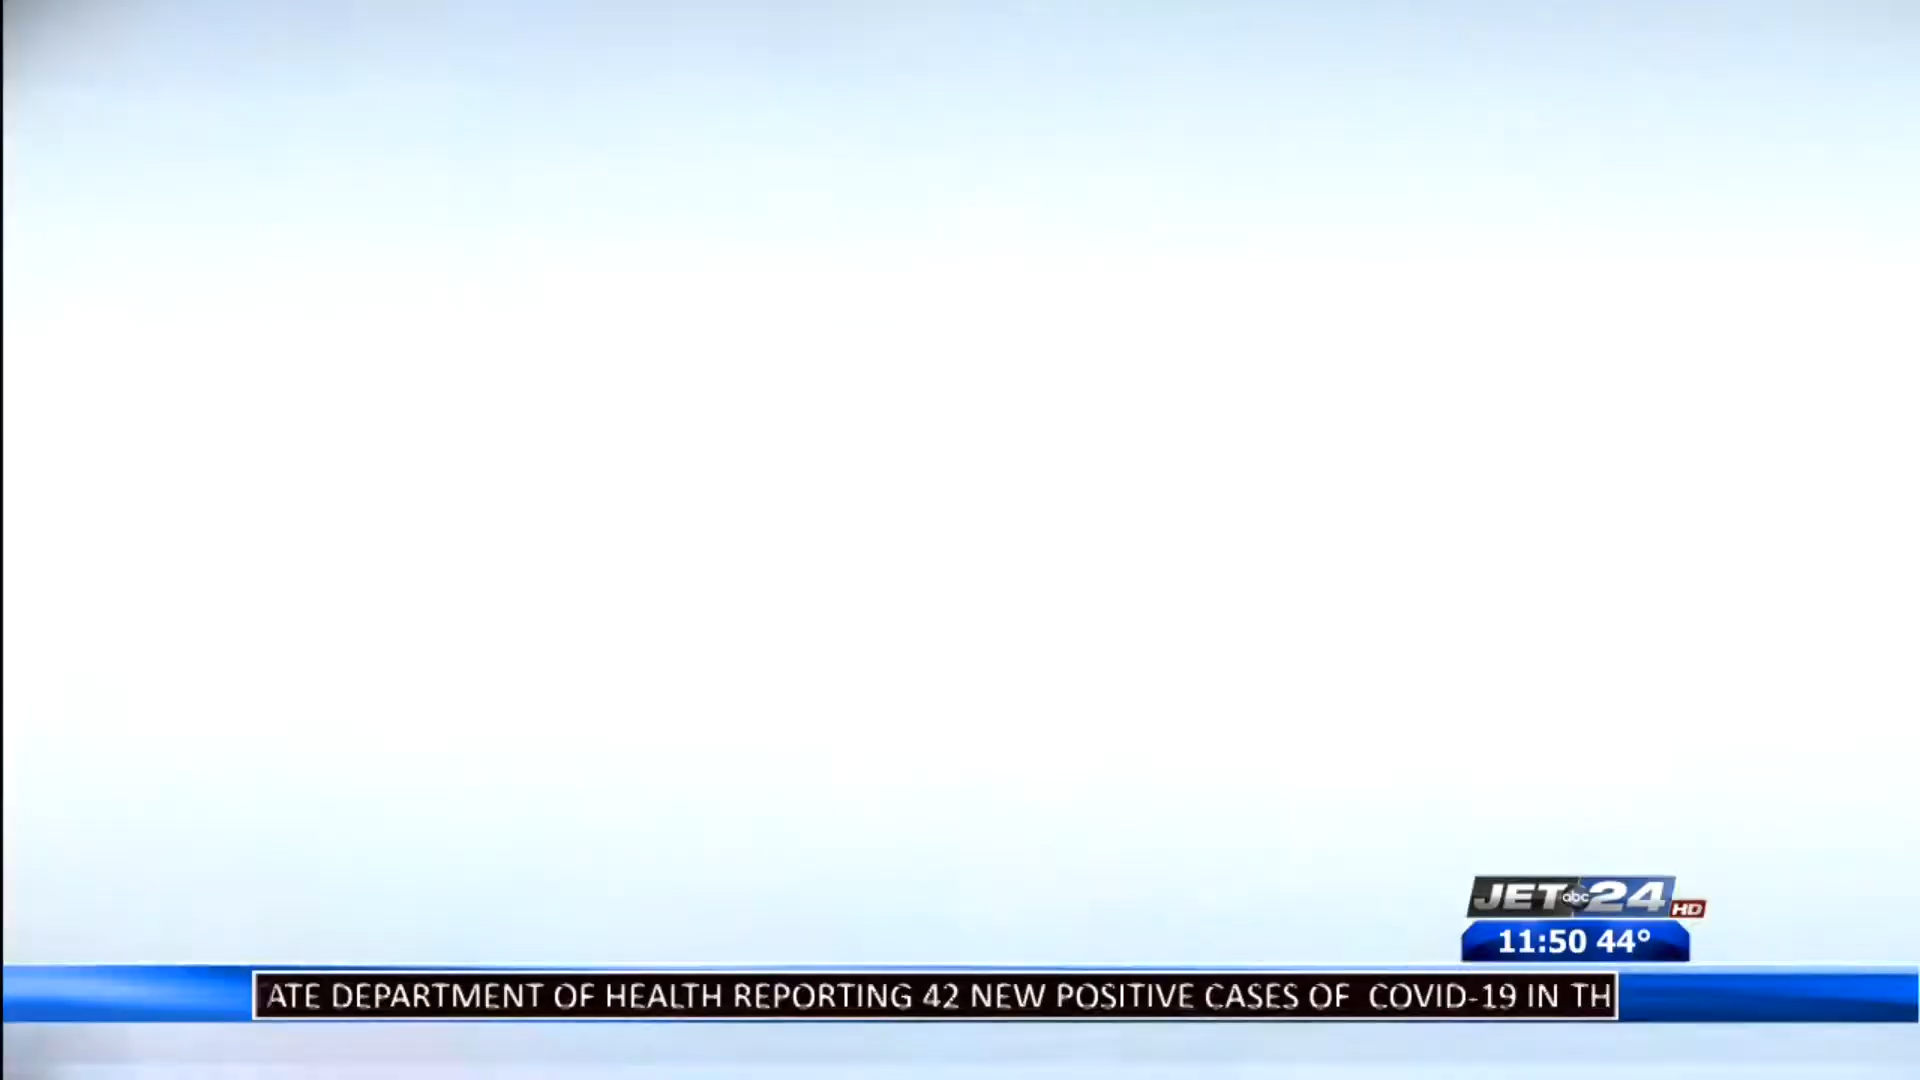 JET abc 24 HD
11:50 44°
ATE DEPARTMENT OF HEALTH REPORTING 42 NEW POSITIVE CASES OF COVID-19 IN TH